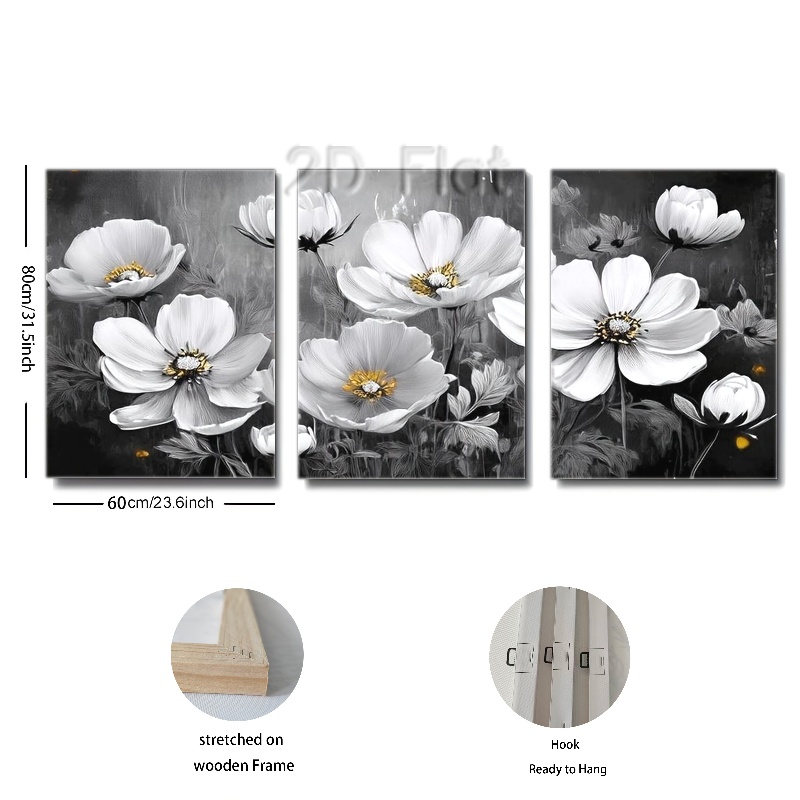 2D Flat
80cm/31.5inch
60cm/23.6inch
stretched on
wooden Frame
Hook
Ready to Hang